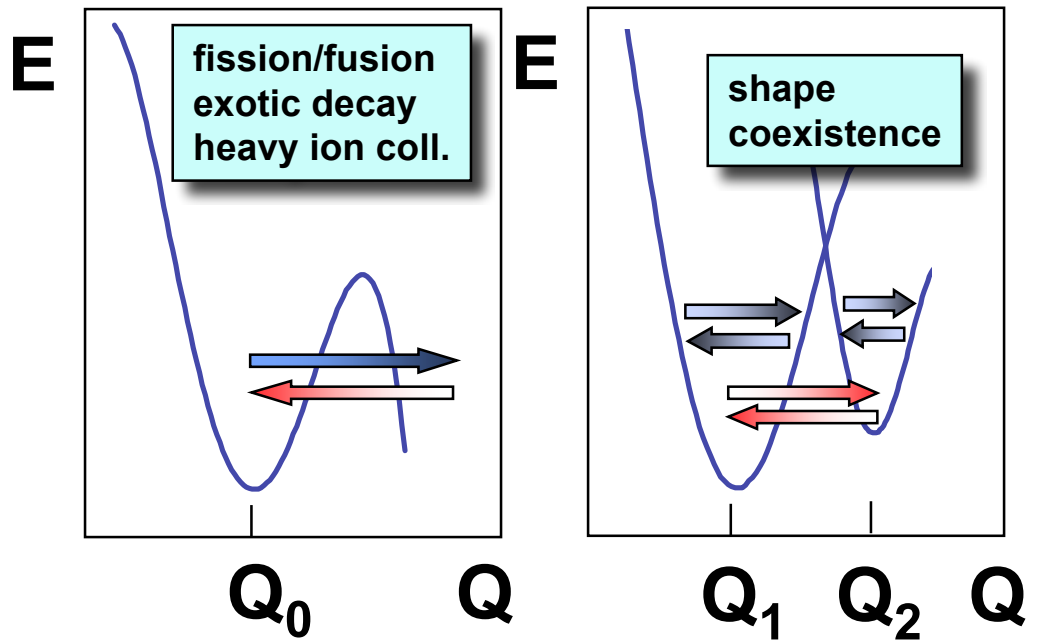 E
fission/fusion
exotic decay
heavy ion coll.
Q₀
Q
E
shape
coexistence
Q₁
Q₂
Q